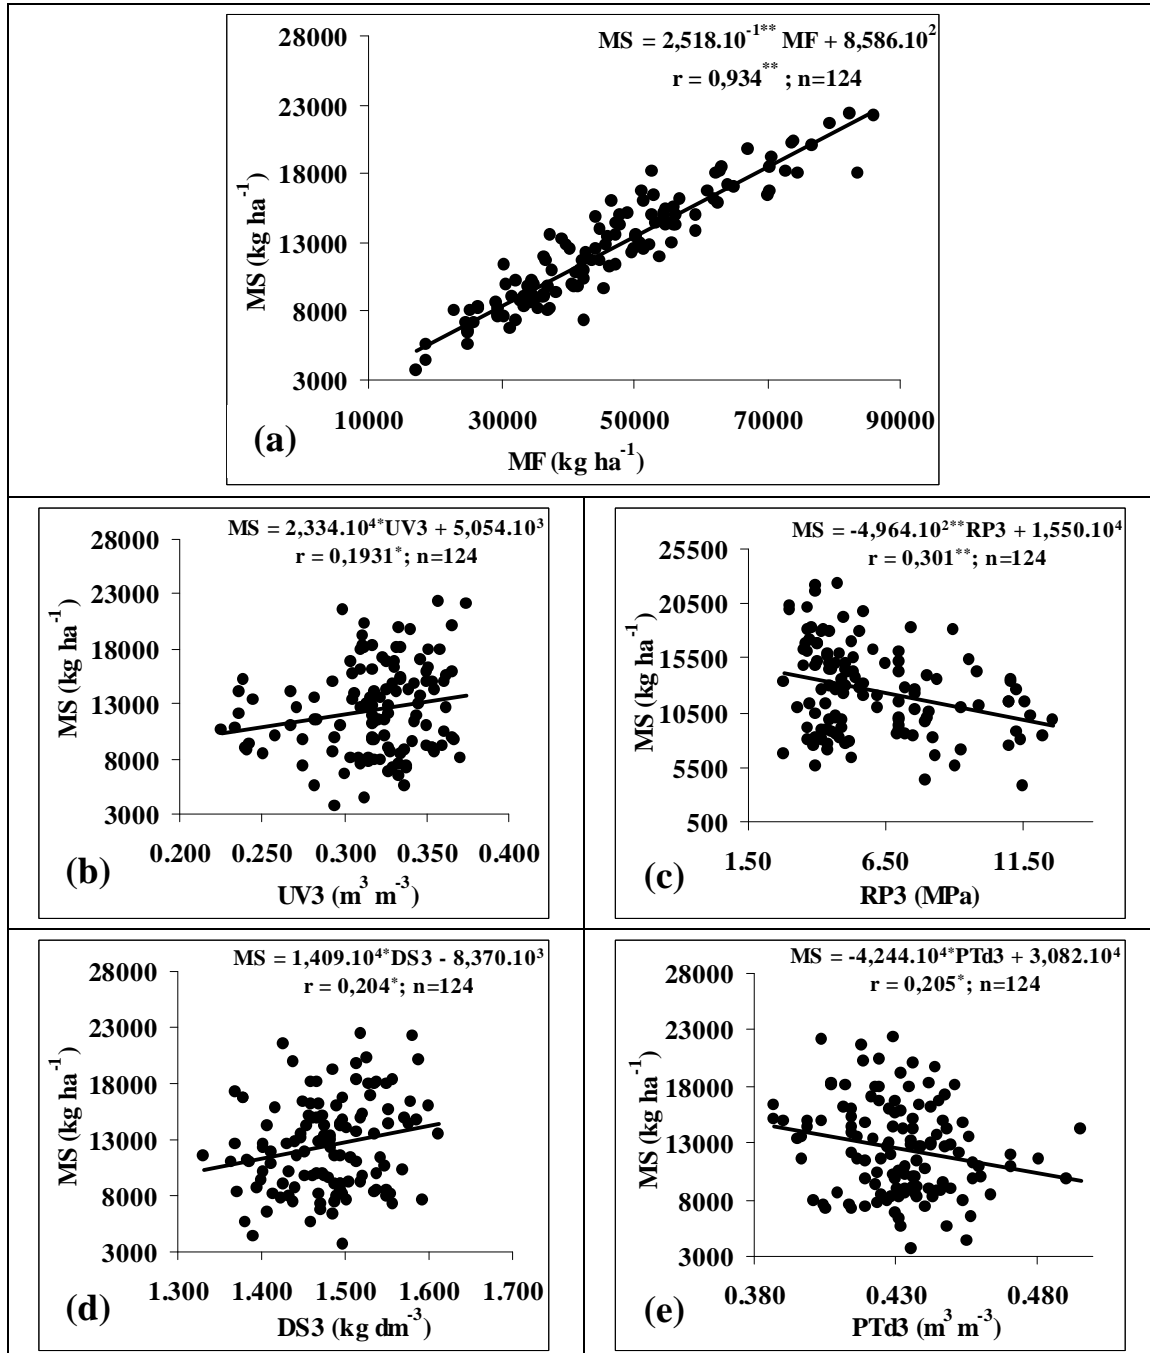 MS = 2,518.10⁻¹** MF + 8,586.10²
r = 0,934** ; n=124
28000
23000
18000
13000
8000
3000
MS (kg ha⁻¹)
10000 30000 50000 70000 90000
(a)
MF (kg ha⁻¹)
MS = 2,334.10⁴*UV3 + 5,054.10³
r = 0,1931*; n=124
28000
23000
18000
13000
8000
3000
MS (kg ha⁻¹)
0.200 0.250 0.300 0.350 0.400
(b)
UV3 (m³ m⁻³)
MS = -4,964.10²**RP3 + 1,550.10⁴
r = 0,301**; n=124
25500
20500
15500
10500
5500
500
MS (kg ha⁻¹)
1.50 6.50 11.50
(c)
RP3 (MPa)
MS = 1,409.10⁴*DS3 - 8,370.10³
r = 0,204*; n=124
28000
23000
18000
13000
8000
3000
MS (kg ha⁻¹)
1.300 1.400 1.500 1.600 1.700
(d)
DS3 (kg dm⁻³)
MS = -4,244.10⁴*PTd3 + 3,082.10⁴
r = 0,205*; n=124
28000
23000
18000
13000
8000
3000
MS (kg ha⁻¹)
0.380 0.430 0.480
(e)
PTd3 (m³ m⁻³)